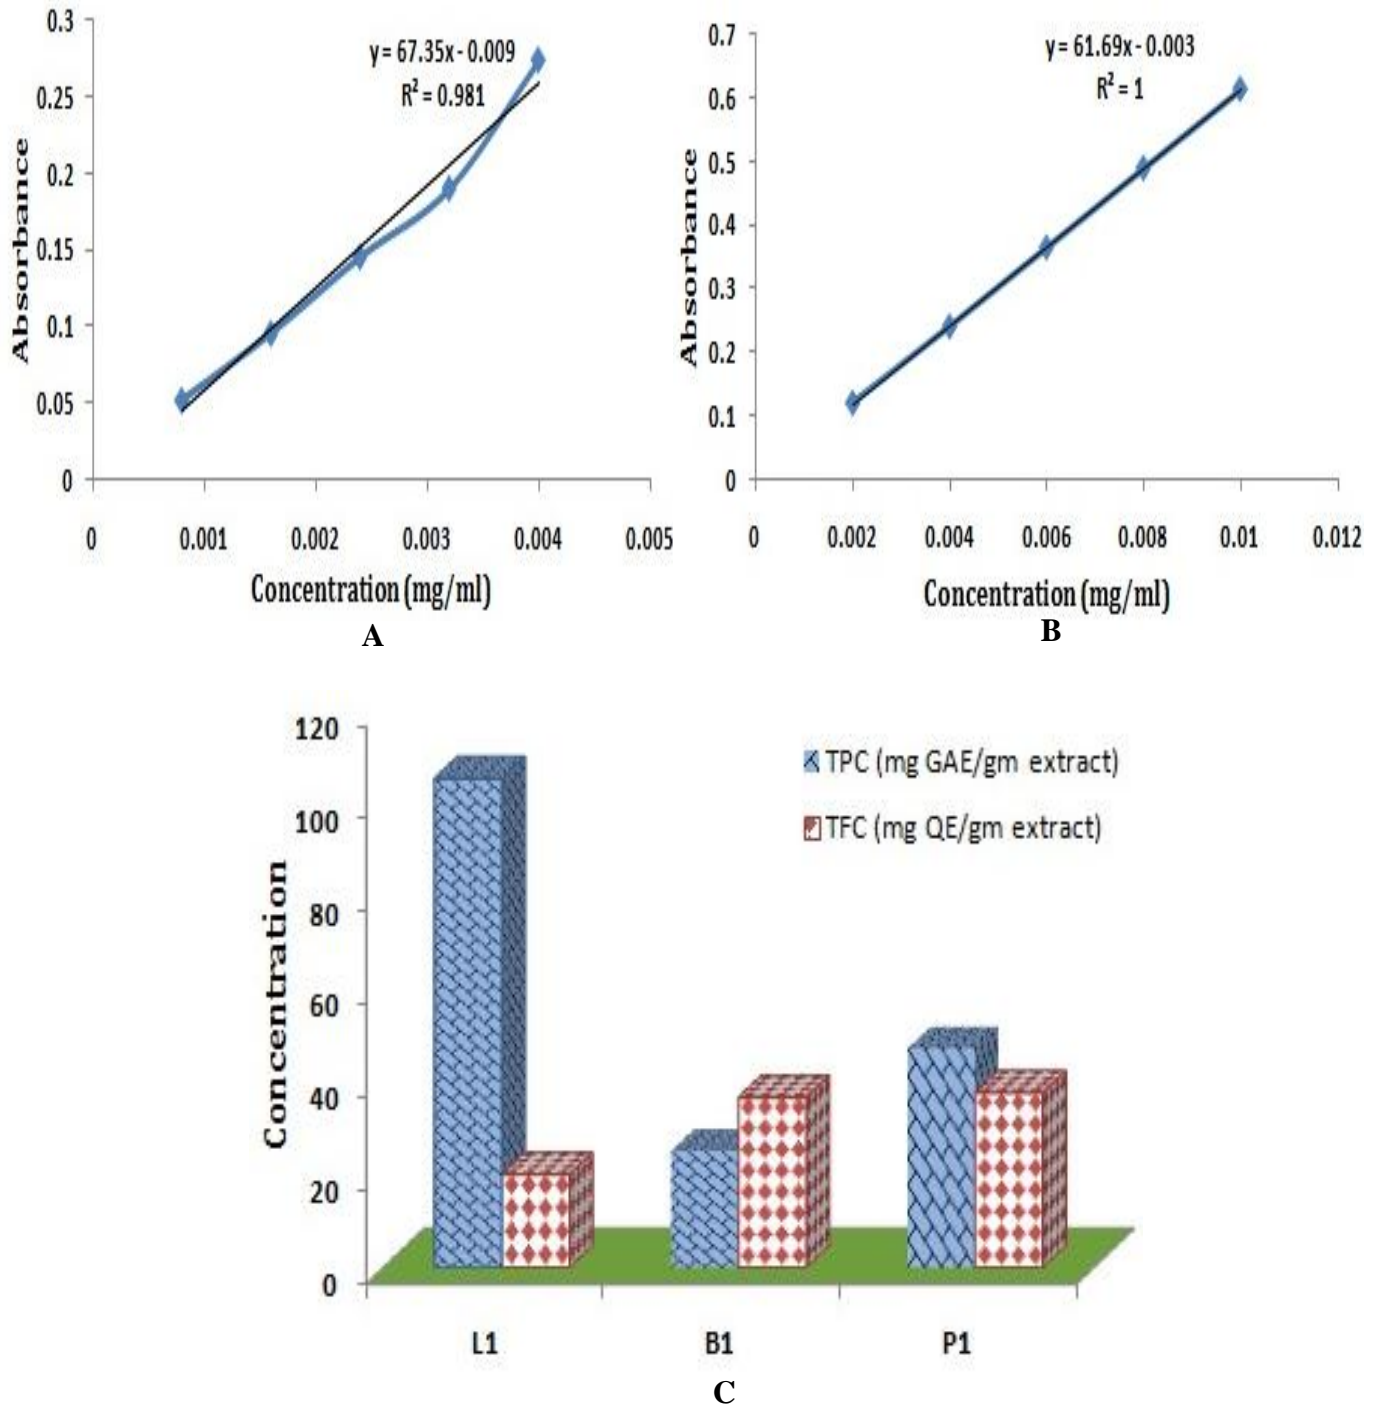 0.3
0.25
0.2
0.15
0.1
0.05
0
Absorbance
y = 67.35x - 0.009
R² = 0.981
0 0.001 0.002 0.003 0.004 0.005
Concentration (mg/ml)
A
0.7
0.6
0.5
0.4
0.3
0.2
0.1
0
Absorbance
y = 61.69x - 0.003
R² = 1
0 0.002 0.004 0.006 0.008 0.01 0.012
Concentration (mg/ml)
B
120
100
80
60
40
20
0
Concentration
TPC (mg GAE/gm extract)
TFC (mg QE/gm extract)
L1 B1 P1
C